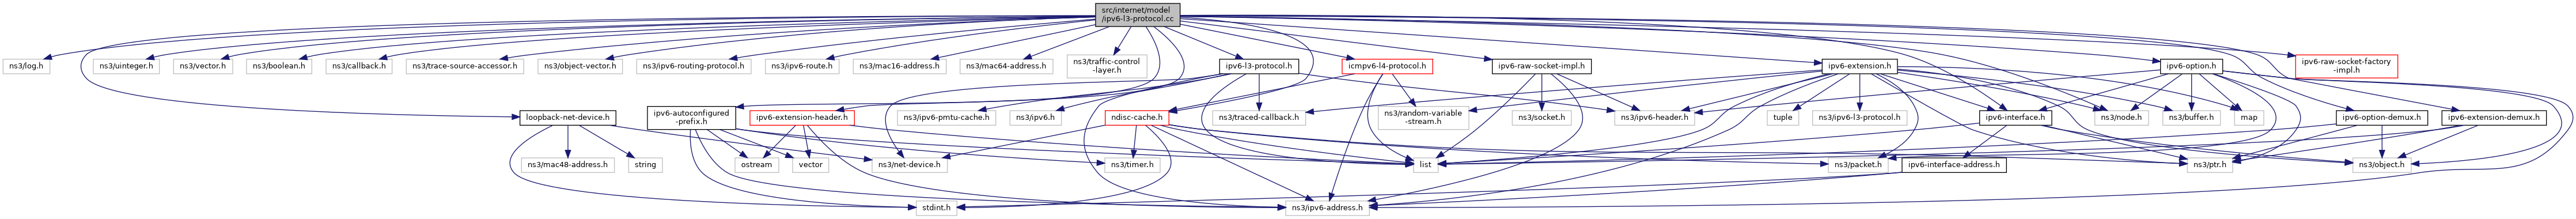 src/internet/model
/ipv6-l3-protocol.cc
ns3/log.h
ns3/uinteger.h
ns3/vector.h
ns3/boolean.h
ns3/callback.h
ns3/trace-source-accessor.h
ns3/object-vector.h
ns3/ipv6-routing-protocol.h
ns3/ipv6-route.h
ns3/mac16-address.h
ns3/mac64-address.h
ns3/traffic-control
-layer.h
ipv6-l3-protocol.h
icmpv6-l4-protocol.h
ipv6-raw-socket-impl.h
ipv6-extension.h
ipv6-option.h
ipv6-raw-socket-factory
-impl.h
loopback-net-device.h
ipv6-autoconfigured
-prefix.h
ipv6-extension-header.h
ns3/ipv6-pmtu-cache.h
ns3/ipv6.h
ndisc-cache.h
ns3/traced-callback.h
ns3/random-variable
-stream.h
ns3/socket.h
ns3/ipv6-header.h
tuple
ns3/ipv6-l3-protocol.h
ipv6-interface.h
ns3/node.h
ns3/buffer.h
map
ipv6-option-demux.h
ipv6-extension-demux.h
ns3/mac48-address.h
string
ostream
vector
ns3/net-device.h
ns3/timer.h
list
ns3/packet.h
ipv6-interface-address.h
ns3/ptr.h
ns3/object.h
stdint.h
ns3/ipv6-address.h